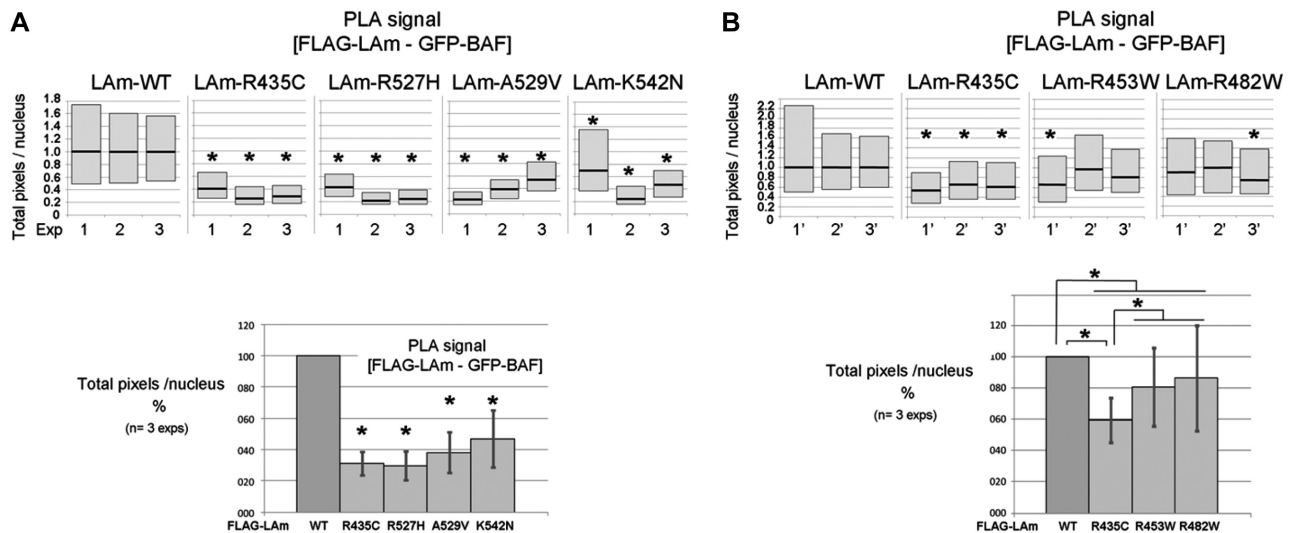 A
PLA signal
[FLAG-LAm - GFP-BAF]
LAm-WT LAm-R435C LAm-R527H LAm-A529V LAm-K542N
Total pixels / nucleus
1.8
1.6
1.4
1.2
1.0
0.8
0.6
0.4
0.2
0
* * * * * * * * * * * *
Exp 1 2 3 1 2 3 1 2 3 1 2 3 1 2 3
PLA signal
[FLAG-LAm - GFP-BAF]
Total pixels /nucleus
%
(n= 3 exps)
120
100
080
060
040
020
000
* * * *
FLAG-LAm WT R435C R527H A529V K542N
B
PLA signal
[FLAG-LAm - GFP-BAF]
LAm-WT LAm-R435C LAm-R453W LAm-R482W
Total pixels / nucleus
2.2
2.0
1.8
1.6
1.4
1.2
1.0
0.8
0.6
0.4
0.2
0
* * * * *
1' 2' 3' 1' 2' 3' 1' 2' 3' 1' 2' 3'
Total pixels /nucleus
%
(n= 3 exps)
120
100
080
060
040
020
000
*
*
*
FLAG-LAm WT R435C R453W R482W